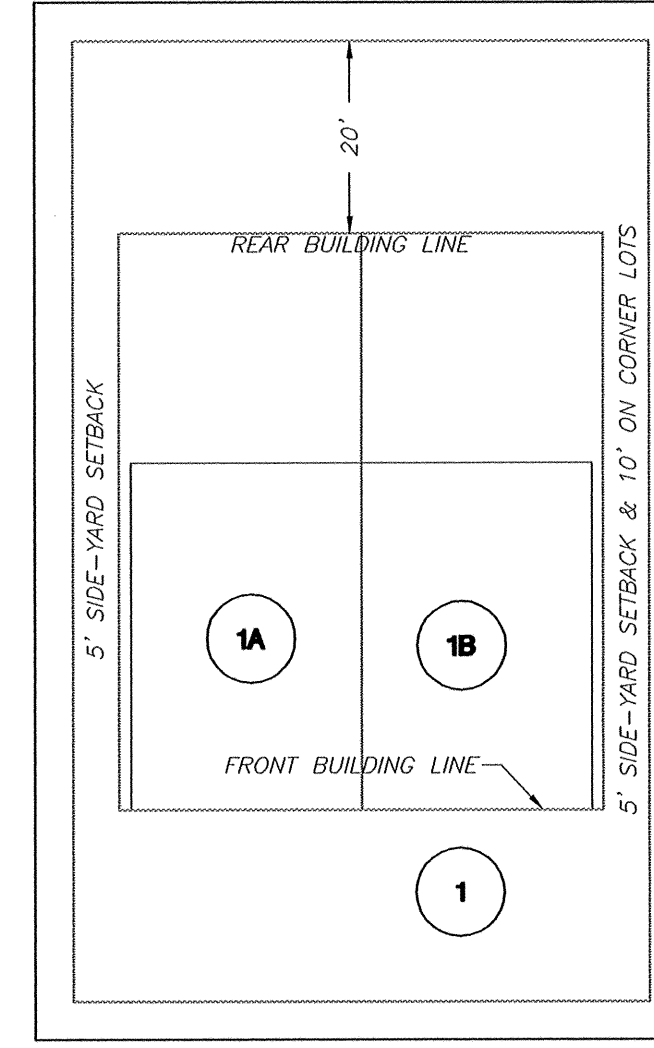 20'
REAR BUILDING LINE
5' SIDE-YARD SETBACK
5' SIDE-YARD SETBACK & 10' ON CORNER LOTS
1A
1B
FRONT BUILDING LINE
1